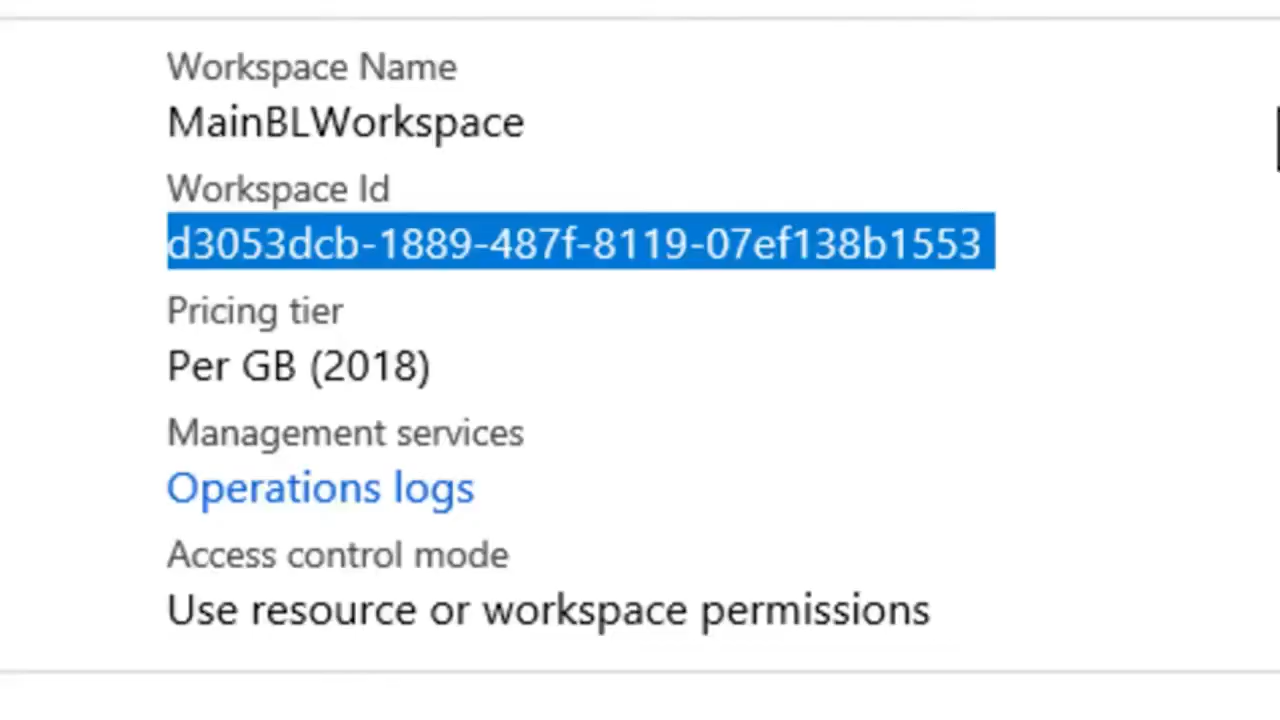 Workspace Name
MainBLWorkspace
Workspace Id
d3053dcb-1889-487f-8119-07ef138b1553
Pricing tier
Per GB (2018)
Management services
Operations logs
Access control mode
Use resource or workspace permissions